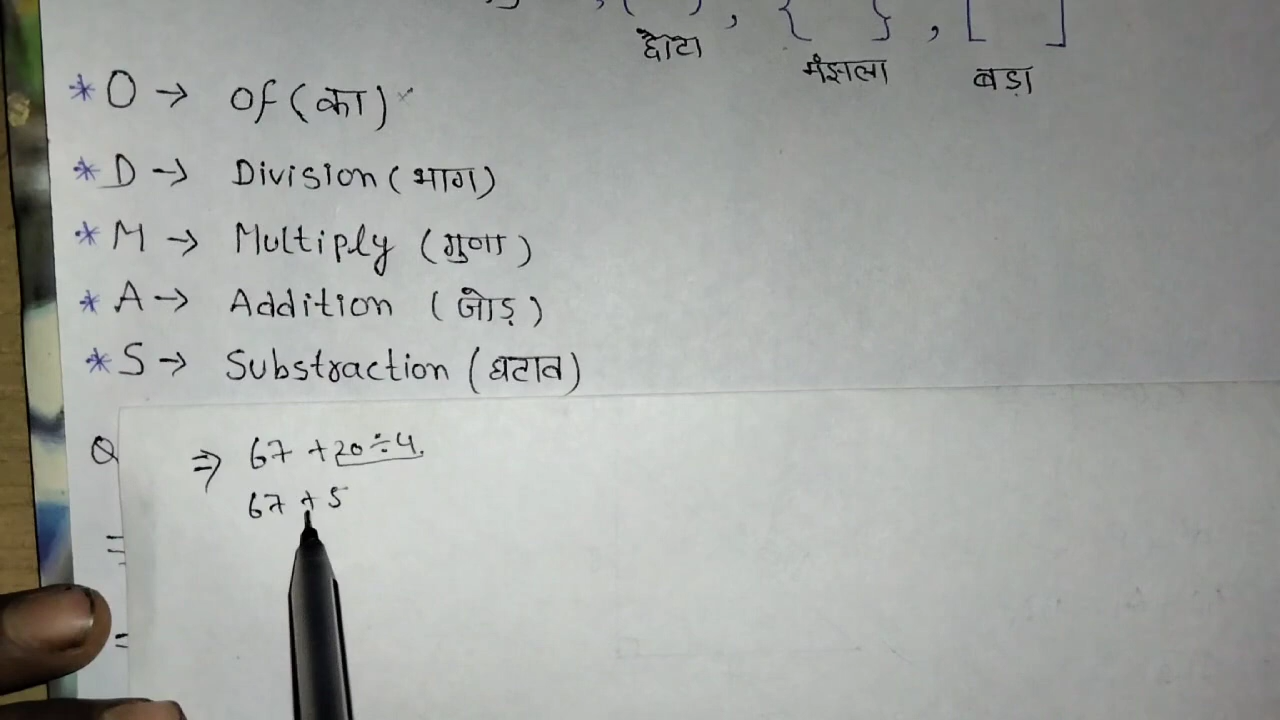 , ( ) , { } , [ ]
छोटा मंझला बड़ा
* O → Of (का)
* D → Division (भाग)
* M → Multiply (गुणा)
* A → Addition (जोड़)
* S → Substraction (घटाव)
Q
⇒ 67 + 20 ÷ 4.
67 + 5
=
=